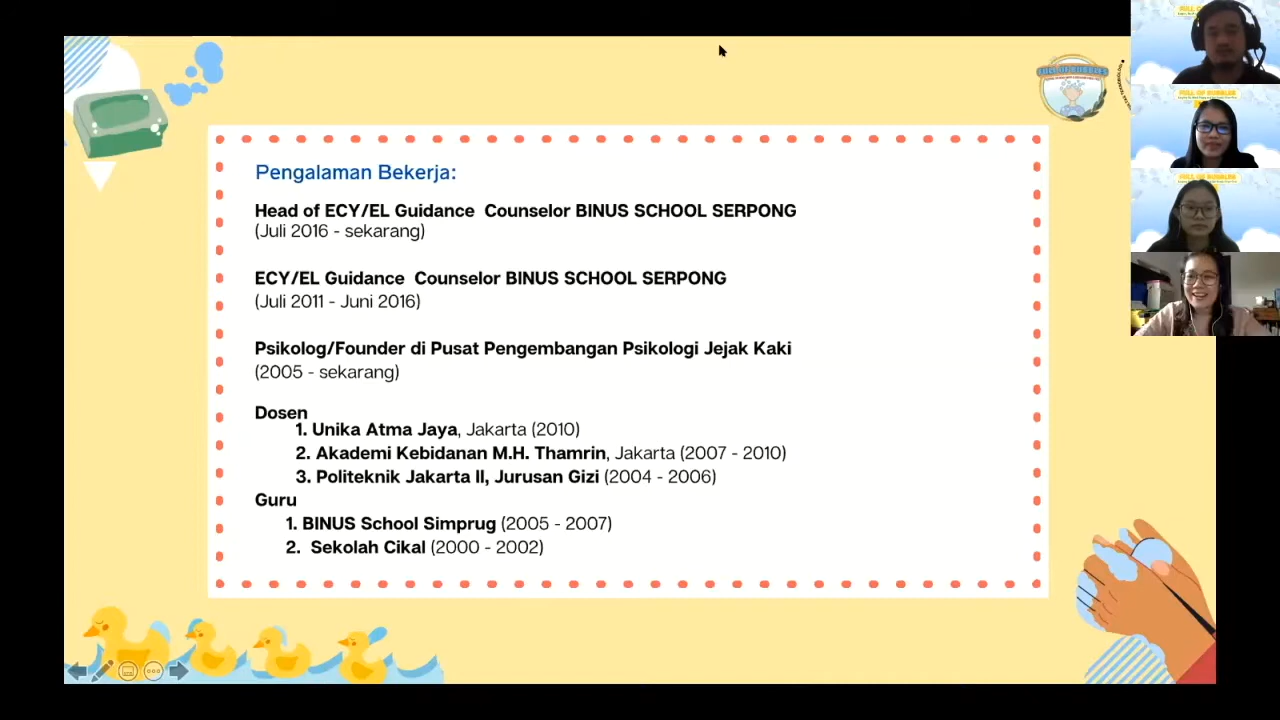 Pengalaman Bekerja:
Head of ECY/EL Guidance Counselor BINUS SCHOOL SERPONG
(Juli 2016 - sekarang)
ECY/EL Guidance Counselor BINUS SCHOOL SERPONG
(Juli 2011 - Juni 2016)
Psikolog/Founder di Pusat Pengembangan Psikologi Jejak Kaki
(2005 - sekarang)
Dosen
1. Unika Atma Jaya, Jakarta (2010)
2. Akademi Kebidanan M.H. Thamrin, Jakarta (2007 - 2010)
3. Politeknik Jakarta II, Jurusan Gizi (2004 - 2006)
Guru
1. BINUS School Simprug (2005 - 2007)
2. Sekolah Cikal (2000 - 2002)
FULL OF BUBBLES